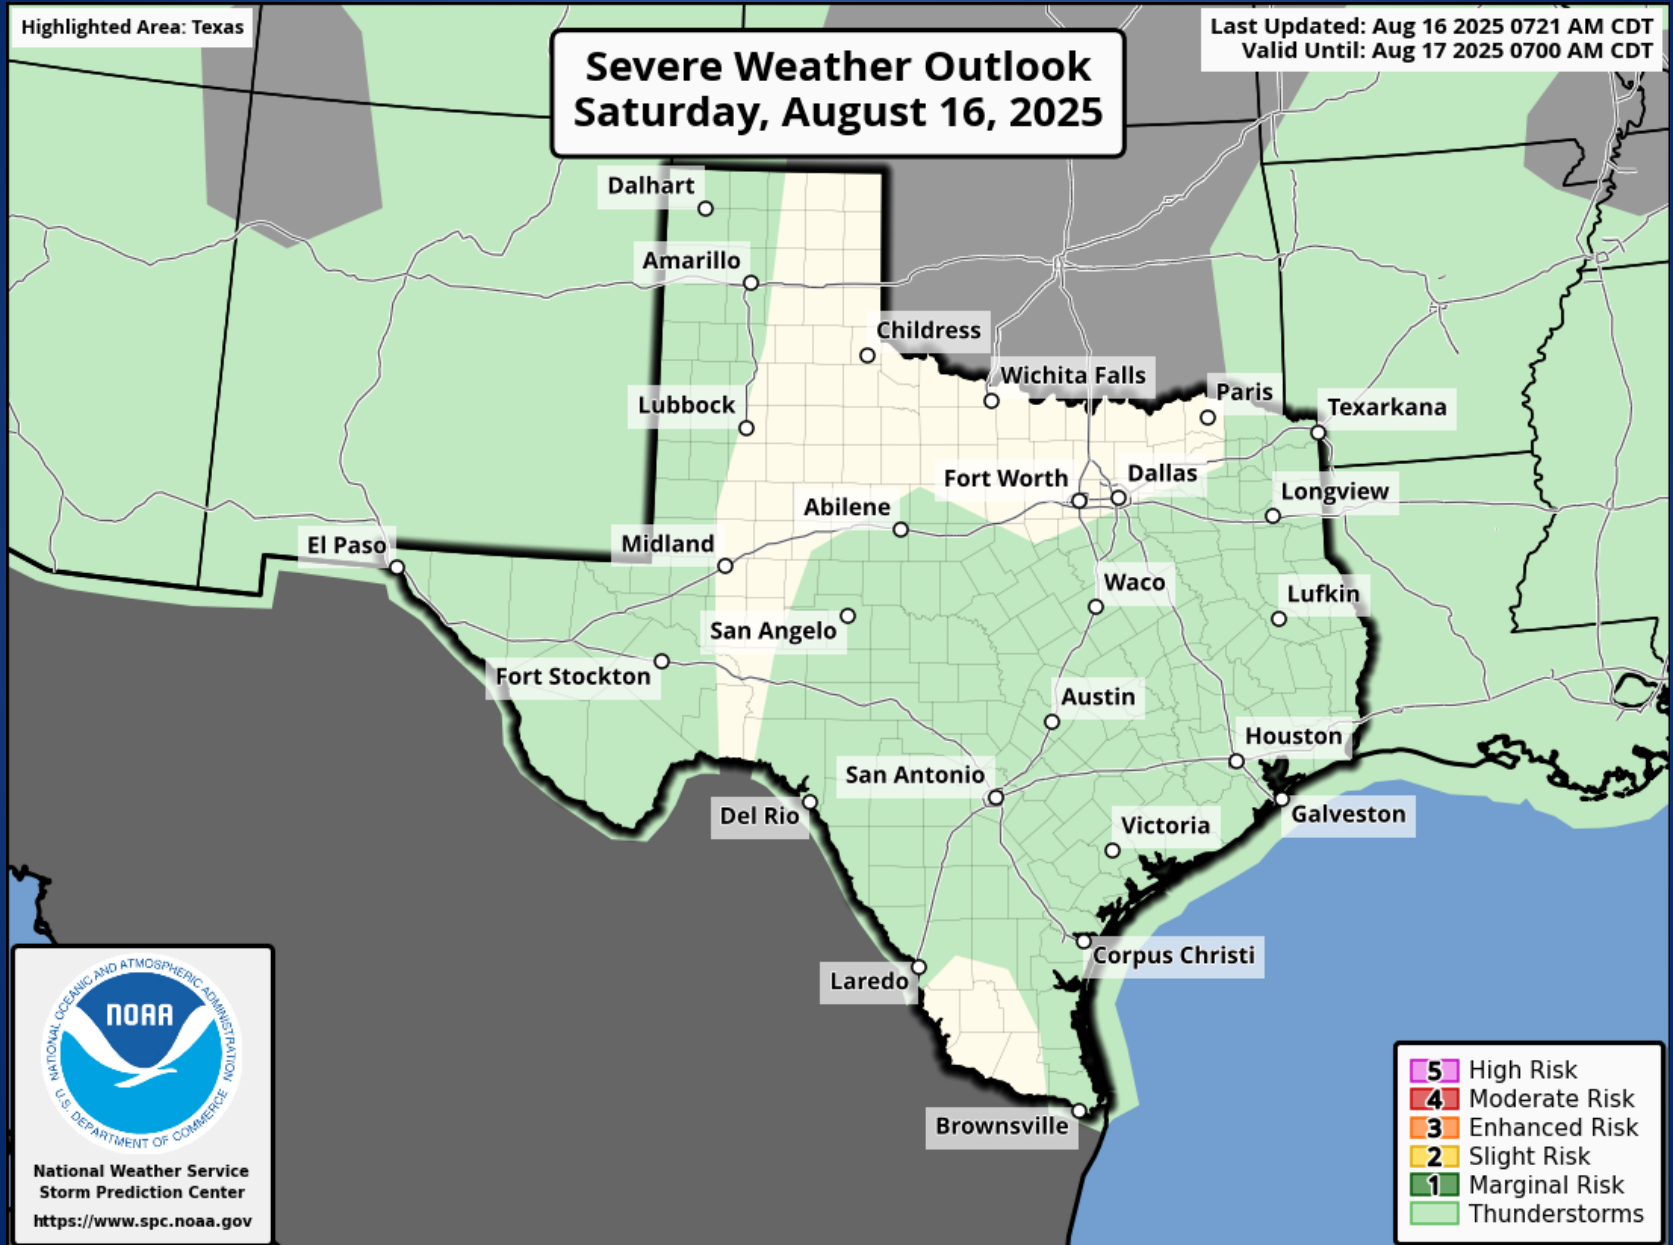 Highlighted Area: Texas
Last Updated: Aug 16 2025 0721 AM CDT
Valid Until: Aug 17 2025 0700 AM CDT
Severe Weather Outlook
Saturday, August 16, 2025
Dalhart
Amarillo
Childress
Wichita Falls
Paris
Texarkana
Lubbock
Fort Worth
Dallas
Longview
Abilene
El Paso
Midland
Waco
Lufkin
San Angelo
Fort Stockton
Austin
Houston
San Antonio
Del Rio
Victoria
Galveston
Corpus Christi
Laredo
Brownsville
NATIONAL OCEANIC AND ATMOSPHERIC ADMINISTRATION
NOAA
U.S. DEPARTMENT OF COMMERCE
National Weather Service
Storm Prediction Center
https://www.spc.noaa.gov
5 High Risk
4 Moderate Risk
3 Enhanced Risk
2 Slight Risk
1 Marginal Risk
Thunderstorms